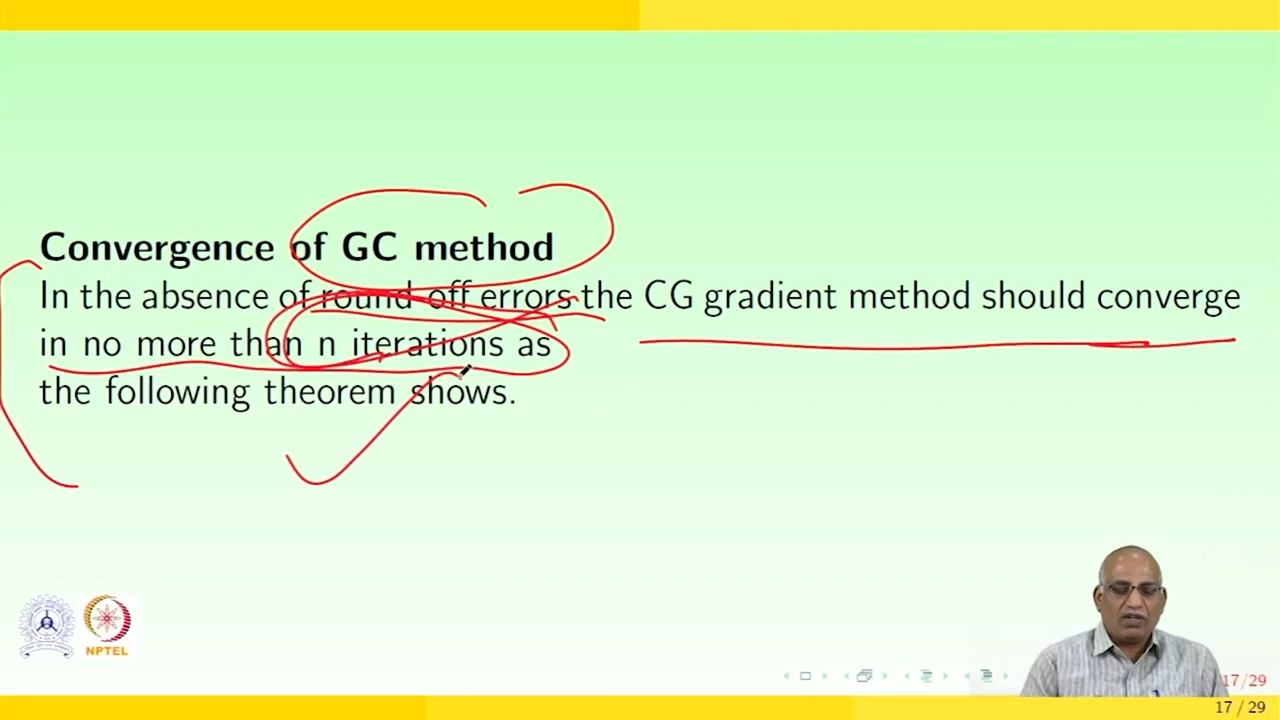 Convergence of GC method
In the absence of round off errors the CG gradient method should converge
in no more than n iterations as
the following theorem shows.
NPTEL
17/29
17 / 29